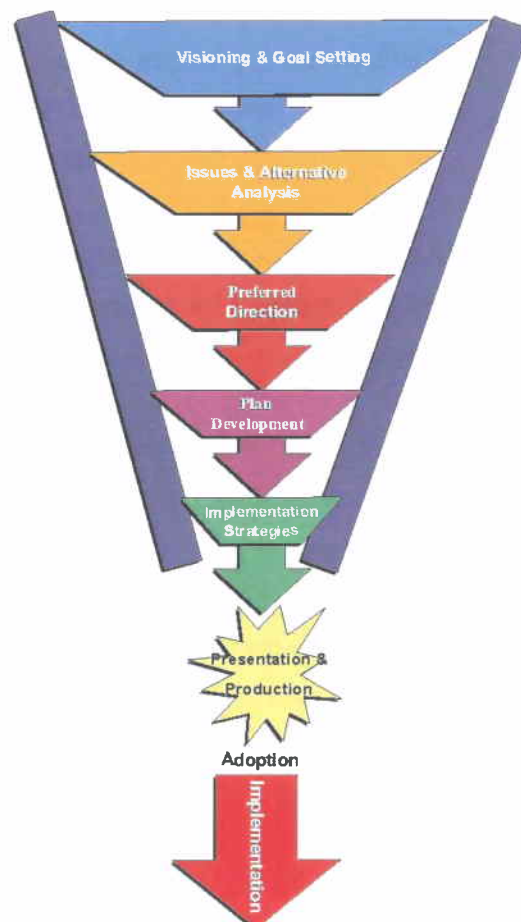 Visioning & Goal Setting
Issues & Alternative
Analysis
Preferred
Direction
Plan
Development
Implementation
Strategies
Presentation &
Production
Adoption
Implementation